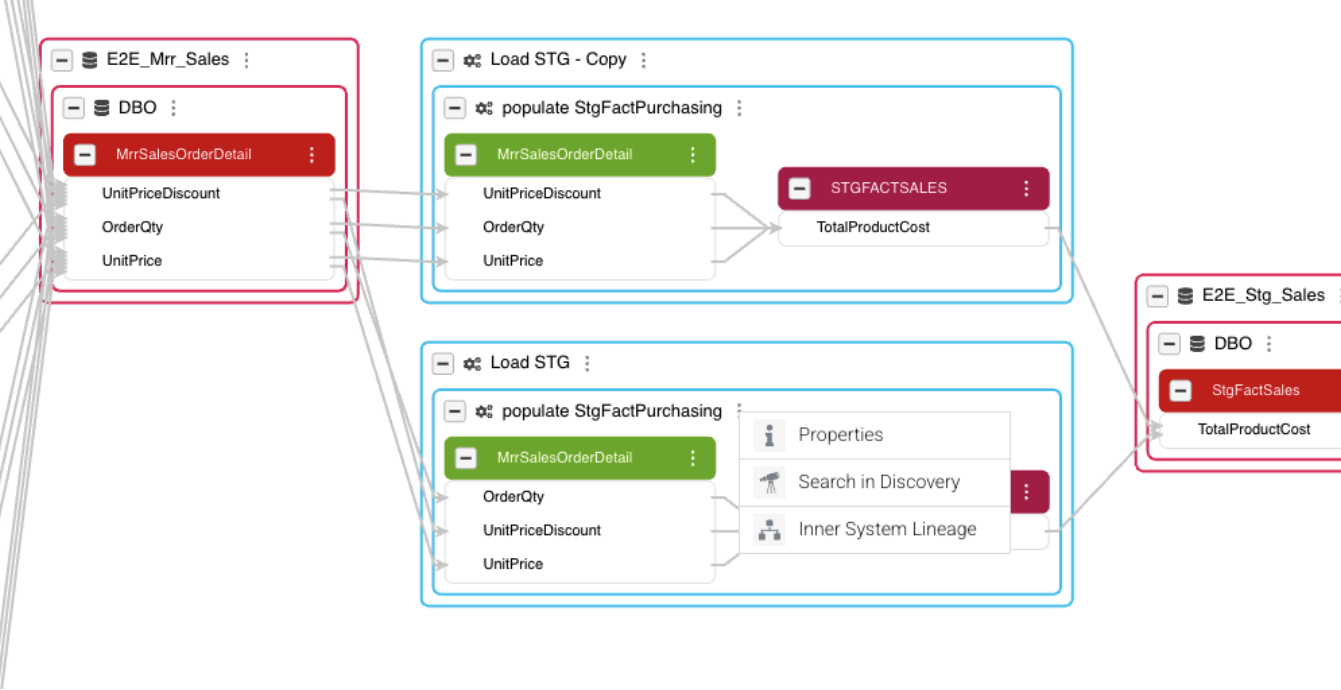 E2E_Mrr_Sales
DBO
MrrSalesOrderDetail
UnitPriceDiscount
OrderQty
UnitPrice
Load STG - Copy
populate StgFactPurchasing
MrrSalesOrderDetail
UnitPriceDiscount
OrderQty
UnitPrice
STGFACTSALES
TotalProductCost
Load STG
populate StgFactPurchasing
MrrSalesOrderDetail
OrderQty
UnitPriceDiscount
UnitPrice
Properties
Search in Discovery
Inner System Lineage
E2E_Stg_Sales
DBO
StgFactSales
TotalProductCost